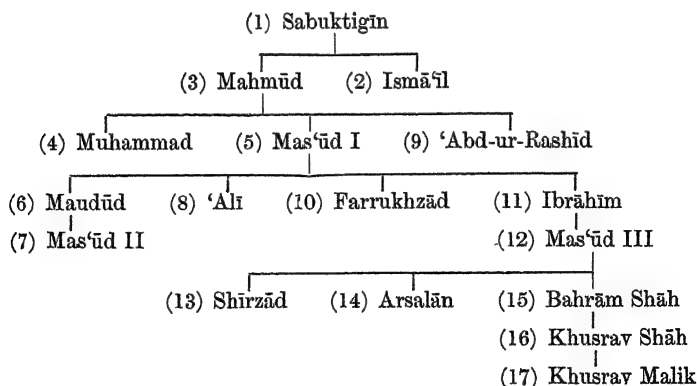 (1) Sabuktigīn
(3) Mahmūd (2) Ismā‘īl
(4) Muhammad (5) Mas‘ūd I (9) ‘Abd-ur-Rashīd
(6) Maudūd (8) ‘Alī (10) Farrukhzād (11) Ibrāhīm
(7) Mas‘ūd II (12) Mas‘ūd III
(13) Shīrzād (14) Arsalān (15) Bahrām Shāh
(16) Khusrav Shāh
(17) Khusrav Malik